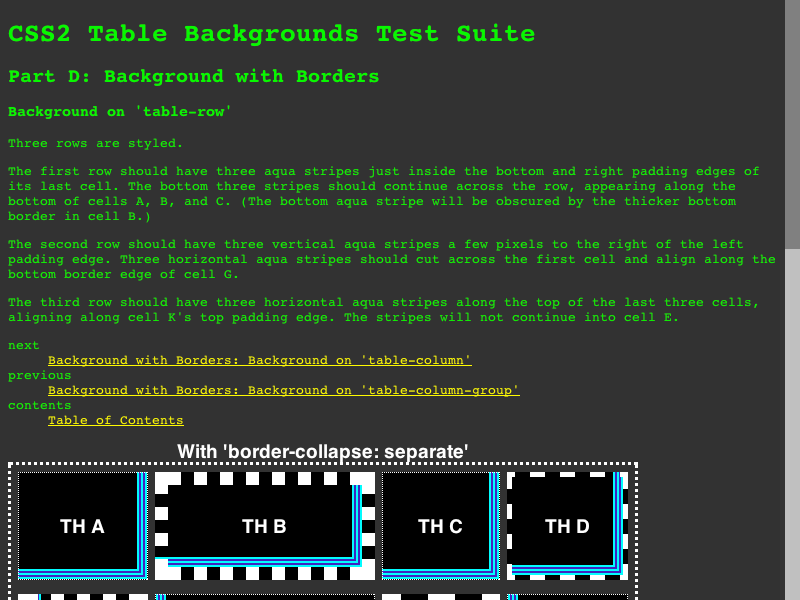 CSS2 Table Backgrounds Test Suite
Part D: Background with Borders
Background on 'table-row'
Three rows are styled.
The first row should have three aqua stripes just inside the bottom and right padding edges of
its last cell. The bottom three stripes should continue across the row, appearing along the
bottom of cells A, B, and C. (The bottom aqua stripe will be obscured by the thicker bottom
border in cell B.)
The second row should have three vertical aqua stripes a few pixels to the right of the left
padding edge. Three horizontal aqua stripes should cut across the first cell and align along the
bottom border edge of cell G.
The third row should have three horizontal aqua stripes along the top of the last three cells,
aligning along cell K's top padding edge. The stripes will not continue into cell E.
next
Background with Borders: Background on 'table-column'
previous
Background with Borders: Background on 'table-column-group'
contents
Table of Contents
With 'border-collapse: separate'
TH A TH B TH C TH D